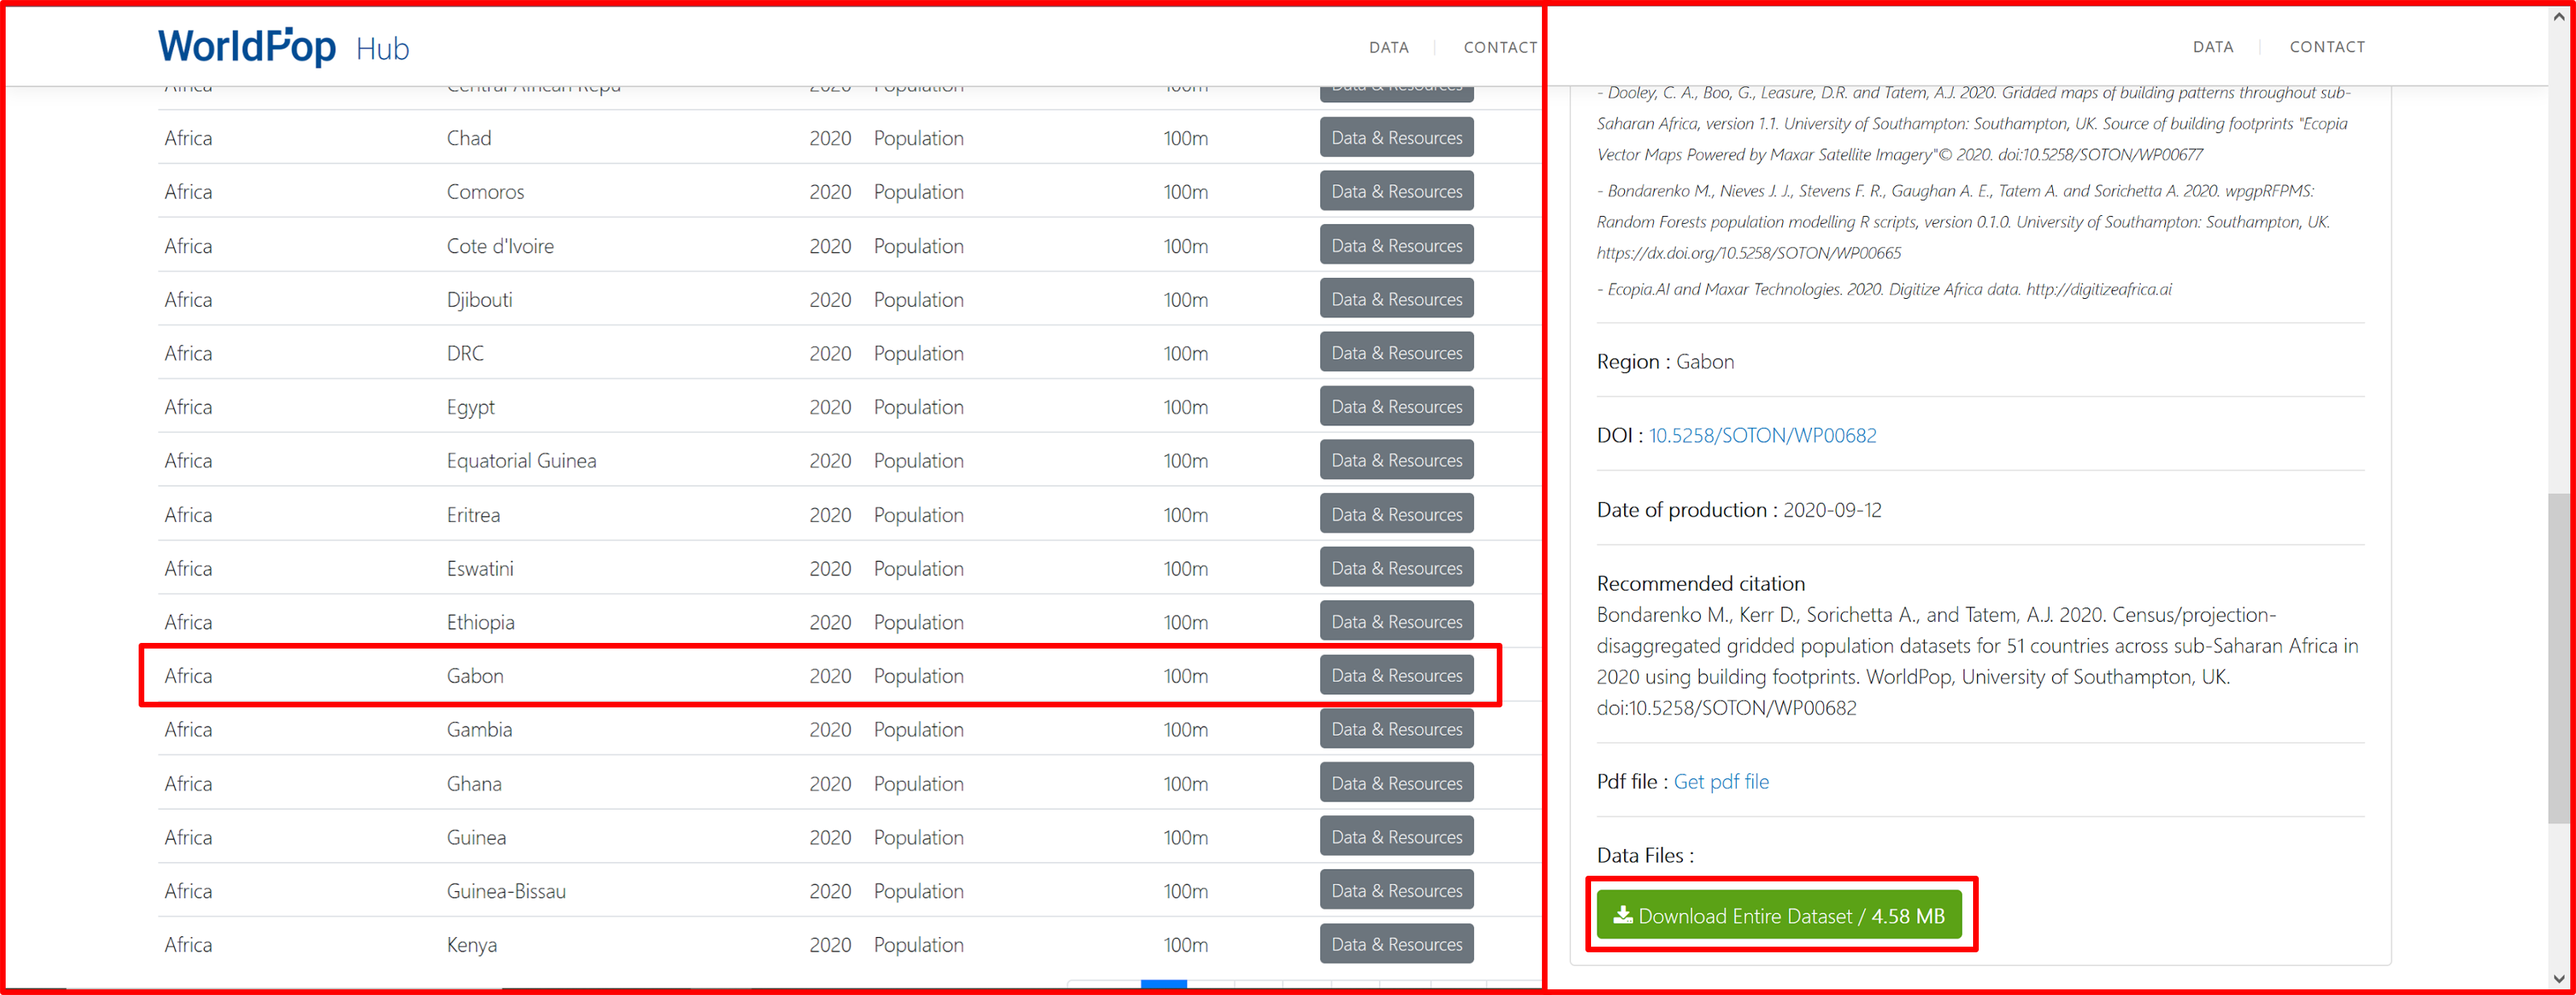 WorldPop Hub
DATA
CONTACT
Africa Central African Repu 2020 Population 100m Data & Resources
Africa Chad 2020 Population 100m Data & Resources
Africa Comoros 2020 Population 100m Data & Resources
Africa Cote d'Ivoire 2020 Population 100m Data & Resources
Africa Djibouti 2020 Population 100m Data & Resources
Africa DRC 2020 Population 100m Data & Resources
Africa Egypt 2020 Population 100m Data & Resources
Africa Equatorial Guinea 2020 Population 100m Data & Resources
Africa Eritrea 2020 Population 100m Data & Resources
Africa Eswatini 2020 Population 100m Data & Resources
Africa Ethiopia 2020 Population 100m Data & Resources
Africa Gabon 2020 Population 100m Data & Resources
Africa Gambia 2020 Population 100m Data & Resources
Africa Ghana 2020 Population 100m Data & Resources
Africa Guinea 2020 Population 100m Data & Resources
Africa Guinea-Bissau 2020 Population 100m Data & Resources
Africa Kenya 2020 Population 100m Data & Resources
DATA
CONTACT
- Dooley, C. A., Boo, G., Leasure, D.R. and Tatem, A.J. 2020. Gridded maps of building patterns throughout sub-
Saharan Africa, version 1.1. University of Southampton: Southampton, UK. Source of building footprints "Ecopia
Vector Maps Powered by Maxar Satellite Imagery"© 2020. doi:10.5258/SOTON/WP00677
- Bondarenko M., Nieves J. J., Stevens F. R., Gaughan A. E., Tatem A. and Sorichetta A. 2020. wpgpRFPMS:
Random Forests population modelling R scripts, version 0.1.0. University of Southampton: Southampton, UK.
https://dx.doi.org/10.5258/SOTON/WP00665
- Ecopia.AI and Maxar Technologies. 2020. Digitize Africa data. http://digitizeafrica.ai
Region : Gabon
DOI : 10.5258/SOTON/WP00682
Date of production : 2020-09-12
Recommended citation
Bondarenko M., Kerr D., Sorichetta A., and Tatem, A.J. 2020. Census/projection-
disaggregated gridded population datasets for 51 countries across sub-Saharan Africa in
2020 using building footprints. WorldPop, University of Southampton, UK.
doi:10.5258/SOTON/WP00682
Pdf file : Get pdf file
Data Files :
Download Entire Dataset / 4.58 MB